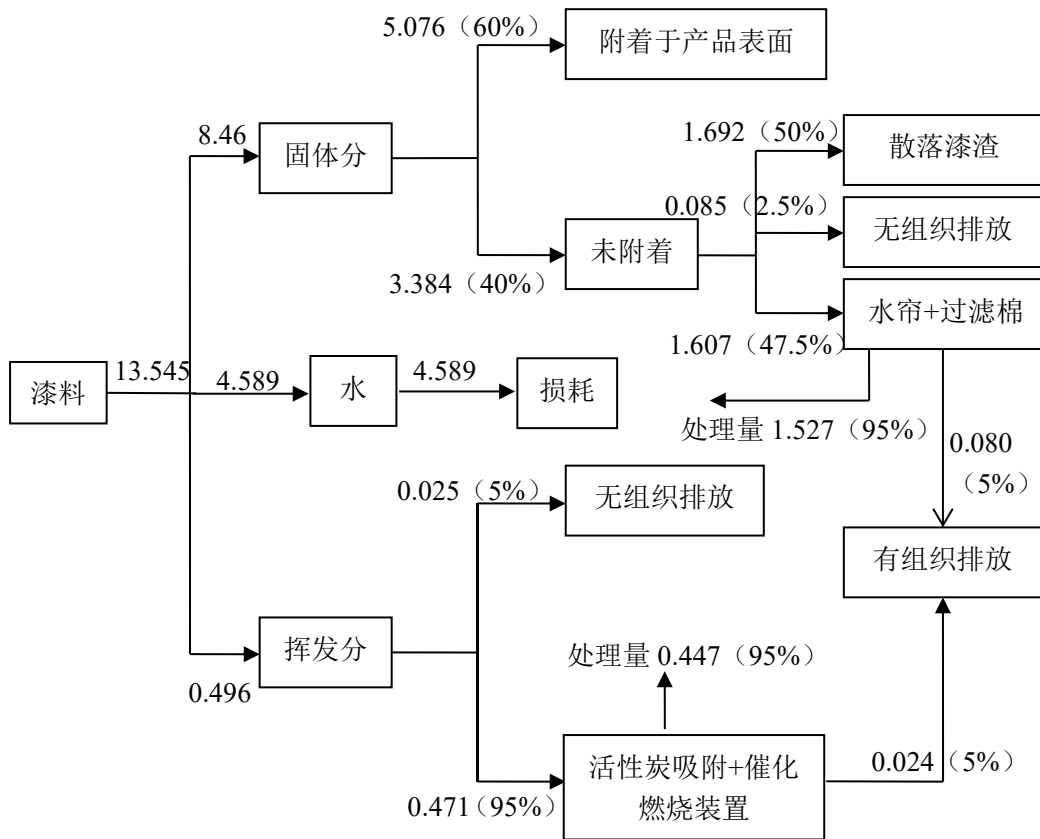 5.076（60%）
附着于产品表面
8.46
固体分
1.692（50%）
散落漆渣
0.085（2.5%）
无组织排放
未附着
3.384（40%）
水帘+过滤棉
1.607（47.5%）
漆料
13.545
4.589
水
4.589
损耗
处理量 1.527（95%）
0.080
（5%）
0.025（5%）
无组织排放
有组织排放
挥发分
0.496
处理量 0.447（95%）
活性炭吸附+催化
燃烧装置
0.471（95%）
0.024（5%）